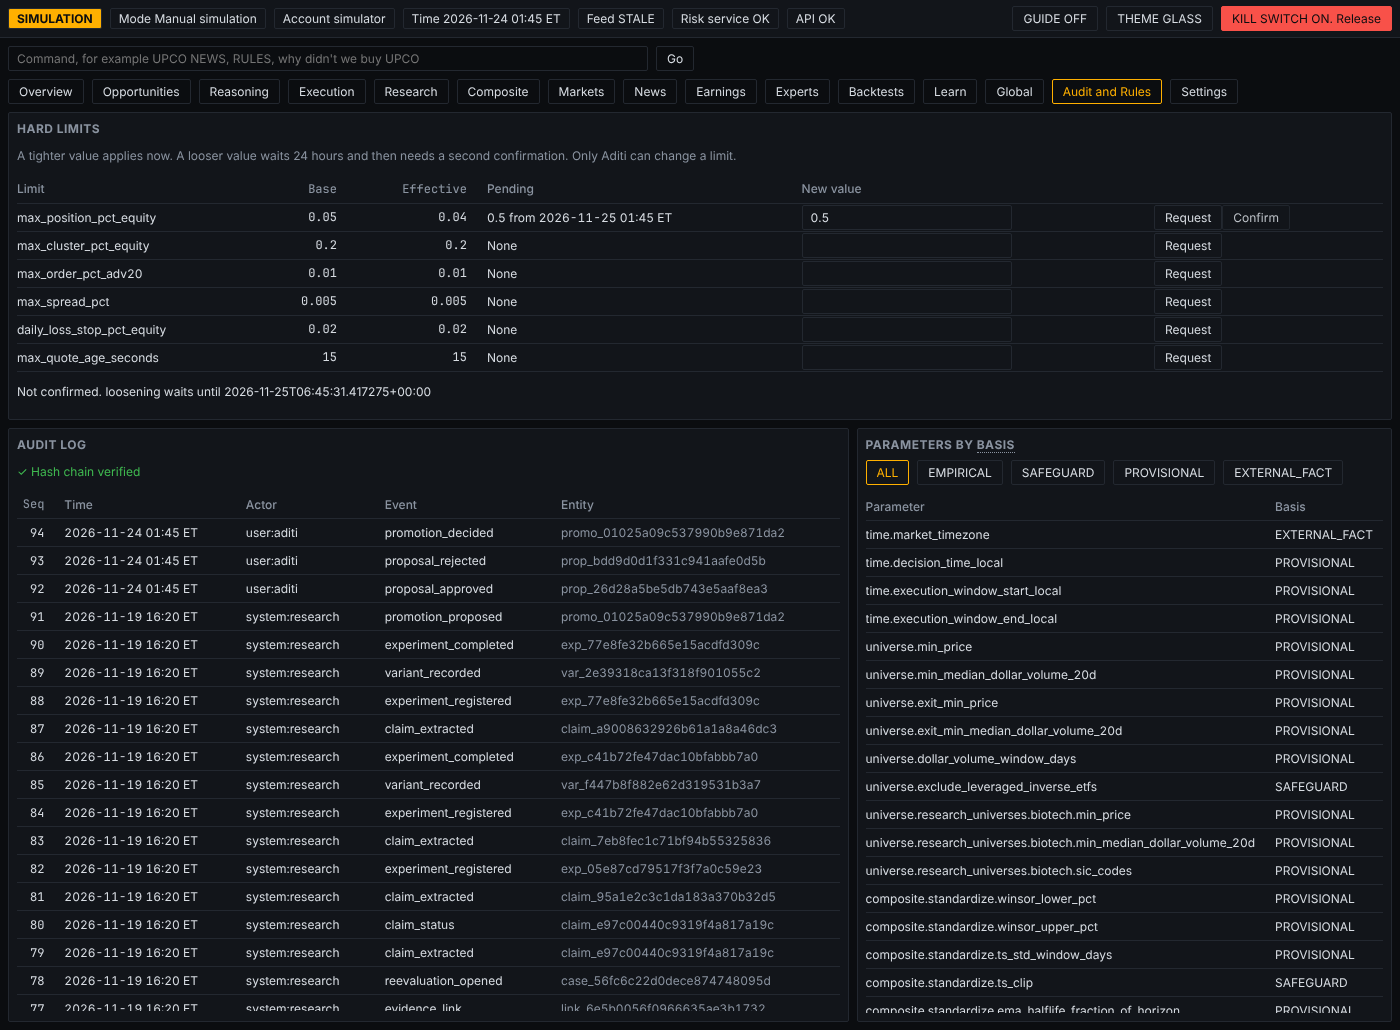 SIMULATION Mode Manual simulation Account simulator Time 2026-11-24 01:45 ET Feed STALE Risk service OK API OK GUIDE OFF THEME GLASS KILL SWITCH ON. Release
Command, for example UPCO NEWS, RULES, why didn't we buy UPCO Go
Overview Opportunities Reasoning Execution Research Composite Markets News Earnings Experts Backtests Learn Global Audit and Rules Settings
HARD LIMITS
A tighter value applies now. A looser value waits 24 hours and then needs a second confirmation. Only Aditi can change a limit.
Limit Base Effective Pending New value
max_position_pct_equity 0.05 0.04 0.5 from 2026-11-25 01:45 ET 0.5 Request Confirm
max_cluster_pct_equity 0.2 0.2 None Request
max_order_pct_adv20 0.01 0.01 None Request
max_spread_pct 0.005 0.005 None Request
daily_loss_stop_pct_equity 0.02 0.02 None Request
max_quote_age_seconds 15 15 None Request
Not confirmed. loosening waits until 2026-11-25T06:45:31.417275+00:00
AUDIT LOG
✓ Hash chain verified
Seq Time Actor Event Entity
94 2026-11-24 01:45 ET user:aditi promotion_decided promo_01025a09c537990b9e871da2
93 2026-11-24 01:45 ET user:aditi proposal_rejected prop_bdd9d0d1f331c941aafe0d5b
92 2026-11-24 01:45 ET user:aditi proposal_approved prop_26d28a5be5db743e5aaf8ea3
91 2026-11-19 16:20 ET system:research promotion_proposed promo_01025a09c537990b9e871da2
90 2026-11-19 16:20 ET system:research experiment_completed exp_77e8fe32b665e15acdfd309c
89 2026-11-19 16:20 ET system:research variant_recorded var_2e39318ca13f318f901055c2
88 2026-11-19 16:20 ET system:research experiment_registered exp_77e8fe32b665e15acdfd309c
87 2026-11-19 16:20 ET system:research claim_extracted claim_a9008632926b61a1a8a46dc3
86 2026-11-19 16:20 ET system:research experiment_completed exp_c41b72fe47dac10bfabbb7a0
85 2026-11-19 16:20 ET system:research variant_recorded var_f447b8f882e62d319531b3a7
84 2026-11-19 16:20 ET system:research experiment_registered exp_c41b72fe47dac10bfabbb7a0
83 2026-11-19 16:20 ET system:research claim_extracted claim_7eb8fec1c71bf94b55325836
82 2026-11-19 16:20 ET system:research experiment_registered exp_05e87cd79517f3f7a0c59e23
81 2026-11-19 16:20 ET system:research claim_extracted claim_95a1e2c3c1da183a370b32d5
80 2026-11-19 16:20 ET system:research claim_status claim_e97c00440c9319f4a817a19c
79 2026-11-19 16:20 ET system:research claim_extracted claim_e97c00440c9319f4a817a19c
78 2026-11-19 16:20 ET system:research reevaluation_opened case_56fc6c22d0dece874748095d
77 2026-11-19 16:20 ET system:research evidence_link link_6e5b0056f0966635ae3b1732
PARAMETERS BY BASIS
ALL EMPIRICAL SAFEGUARD PROVISIONAL EXTERNAL_FACT
Parameter Basis
time.market_timezone EXTERNAL_FACT
time.decision_time_local PROVISIONAL
time.execution_window_start_local PROVISIONAL
time.execution_window_end_local PROVISIONAL
universe.min_price PROVISIONAL
universe.min_median_dollar_volume_20d PROVISIONAL
universe.exit_min_price PROVISIONAL
universe.exit_min_median_dollar_volume_20d PROVISIONAL
universe.dollar_volume_window_days PROVISIONAL
universe.exclude_leveraged_inverse_etfs SAFEGUARD
universe.research_universes.biotech.min_price PROVISIONAL
universe.research_universes.biotech.min_median_dollar_volume_20d PROVISIONAL
universe.research_universes.biotech.sic_codes PROVISIONAL
composite.standardize.winsor_lower_pct PROVISIONAL
composite.standardize.winsor_upper_pct PROVISIONAL
composite.standardize.ts_std_window_days PROVISIONAL
composite.standardize.ts_clip SAFEGUARD
composite.standardize.ema_halflife_fraction_of_horizon PROVISIONAL